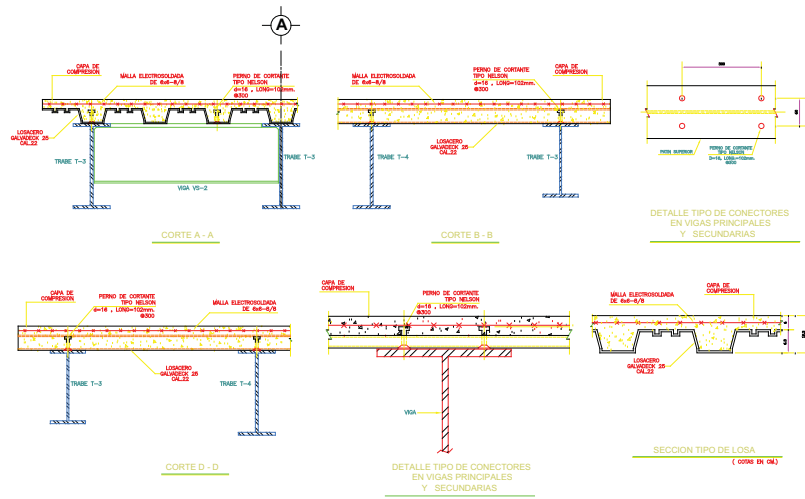 A
CAPA DE
COMPRESION
MALLA ELECTROSOLDADA
DE 6x6-8/8
PERNO DE CORTANTE
TIPO NELSON
d=16 , LONG=102mm.
@300
LOSACERO
GALVADECK 25
CAL.22
TRABE T-3
TRABE T-3
VIGA VS-2
CORTE A - A
MALLA ELECTROSOLDADA
DE 6x6-8/8
PERNO DE CORTANTE
TIPO NELSON
d=16 , LONG=102mm.
@300
CAPA DE
COMPRESION
LOSACERO
GALVADECK 25
CAL.22
TRABE T-4
TRABE T-3
CORTE B - B
PATIN SUPERIOR
PERNO DE CORTANTE
TIPO NELSON
D=16, LONG=102mm.
DETALLE TIPO DE CONECTORES
EN VIGAS PRINCIPALES
Y SECUNDARIAS
CAPA DE
COMPRESION
PERNO DE CORTANTE
TIPO NELSON
d=16 , LONG=102mm.
@300
MALLA ELECTROSOLDADA
DE 6x6-8/8
LOSACERO
GALVADECK 25
CAL.22
TRABE T-3
TRABE T-4
CORTE D - D
CAPA DE
COMPRESION
PERNO DE CORTANTE
TIPO NELSON
d=16 , LONG=102mm.
@300
VIGA
DETALLE TIPO DE CONECTORES
EN VIGAS PRINCIPALES
Y SECUNDARIAS
MALLA ELECTROSOLDADA
DE 6x6-8/8
CAPA DE
COMPRESION
LOSACERO
GALVADECK 25
CAL.22
SECCION TIPO DE LOSA
( COTAS EN CM.)